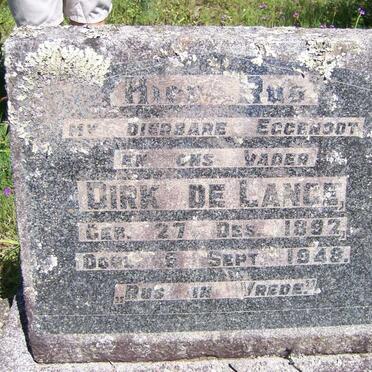 HIER RUS
MY DIERBARE EGGENOOT
EN ONS VADER
DIRK DE LANGE,
GEB. 27 DES. 1892,
OORL. 6 SEPT. 1948.
„RUS IN VREDE.”